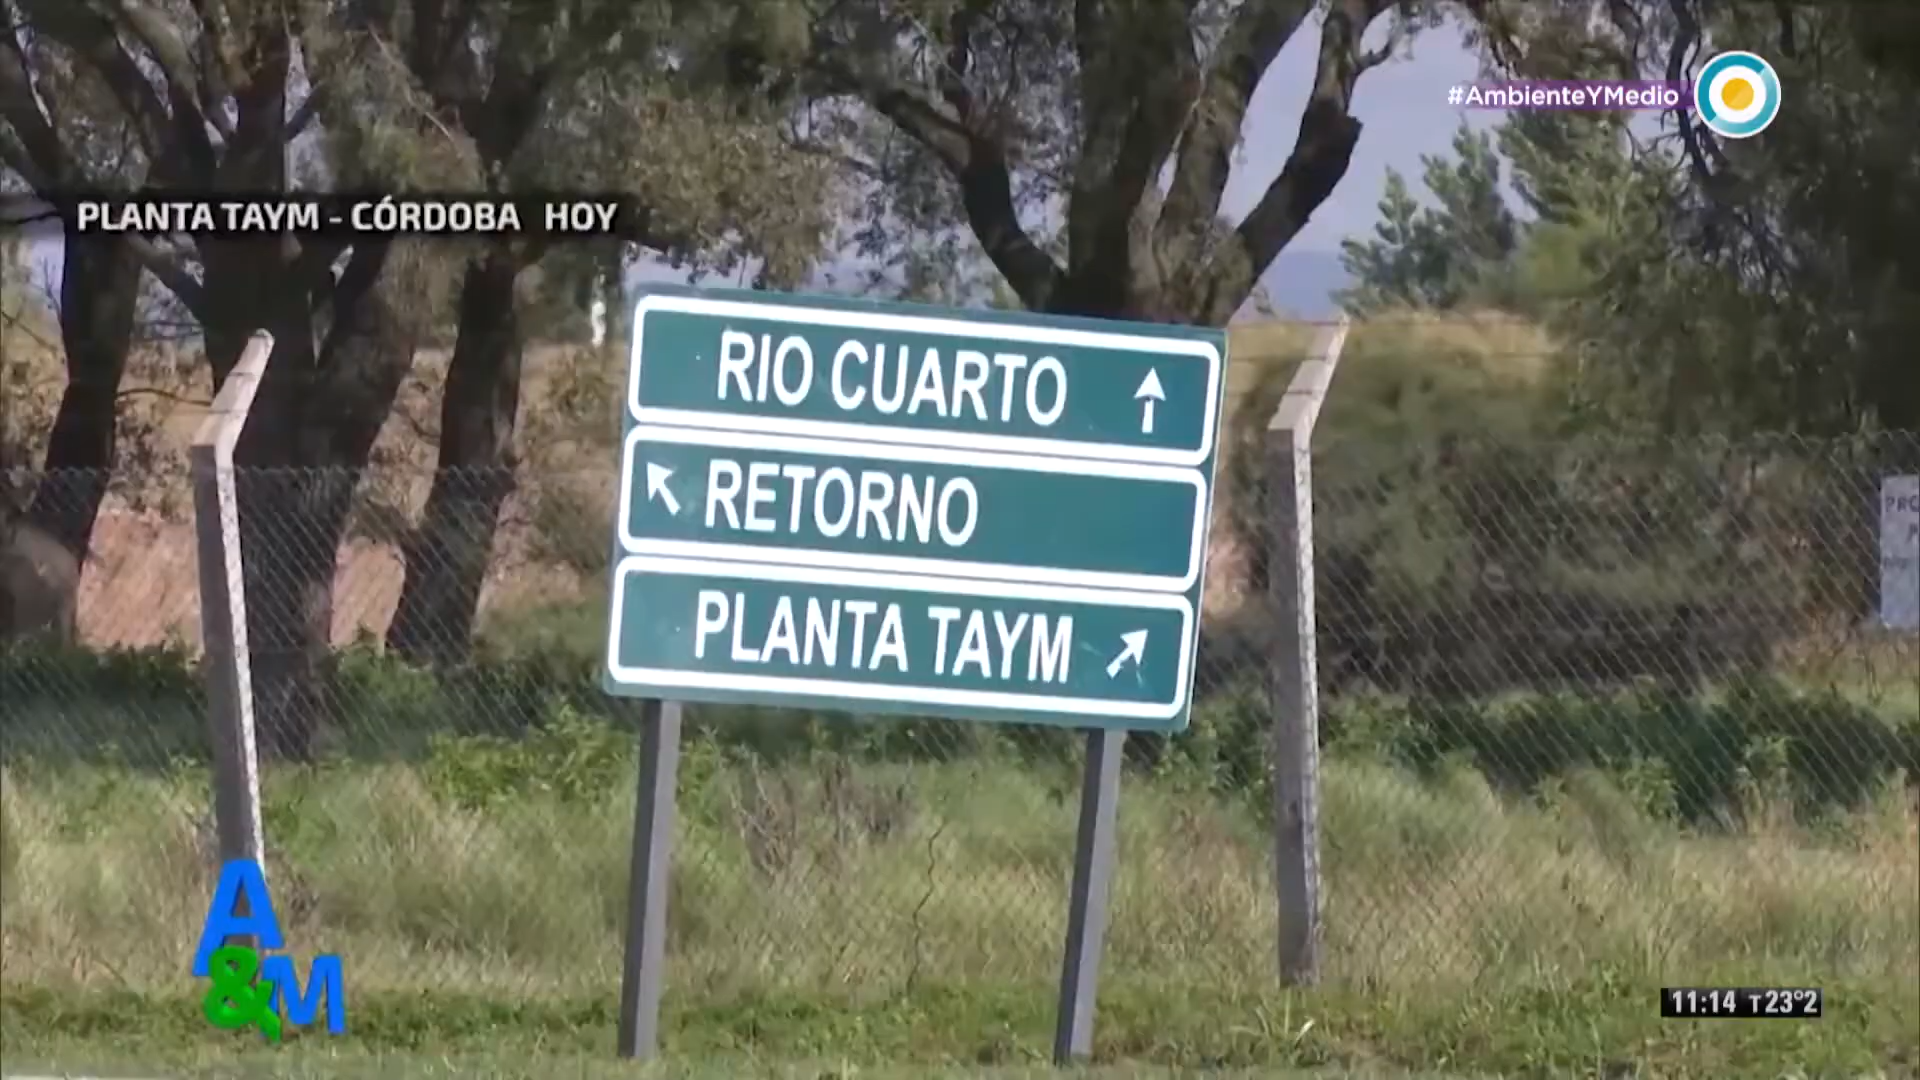 #AmbienteYMedio
PLANTA TAYM - CÓRDOBA HOY
RIO CUARTO
RETORNO
PLANTA TAYM
A
&M
11:14 T23°2